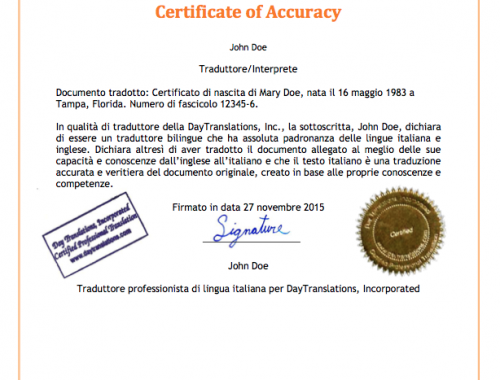 Certificate of Accuracy
John Doe
Traduttore/Interprete
Documento tradotto: Certificato di nascita di Mary Doe, nata il 16 maggio 1983 a
Tampa, Florida. Numero di fascicolo 12345-6.
In qualità di traduttore della DayTranslations, Inc., la sottoscritta, John Doe, dichiara
di essere un traduttore bilingue che ha assoluta padronanza delle lingue italiana e
inglese. Dichiara altresì di aver tradotto il documento allegato al meglio delle sue
capacità e conoscenze dall'inglese all'italiano e che il testo italiano è una traduzione
accurata e veritiera del documento originale, creato in base alle proprie conoscenze e
competenze.
Firmato in data 27 novembre 2015
Day Translations, Incorporated
Certified Professional Translation
www.daytranslations.com
Signature
Certified
John Doe
Traduttore professionista di lingua italiana per DayTranslations, Incorporated